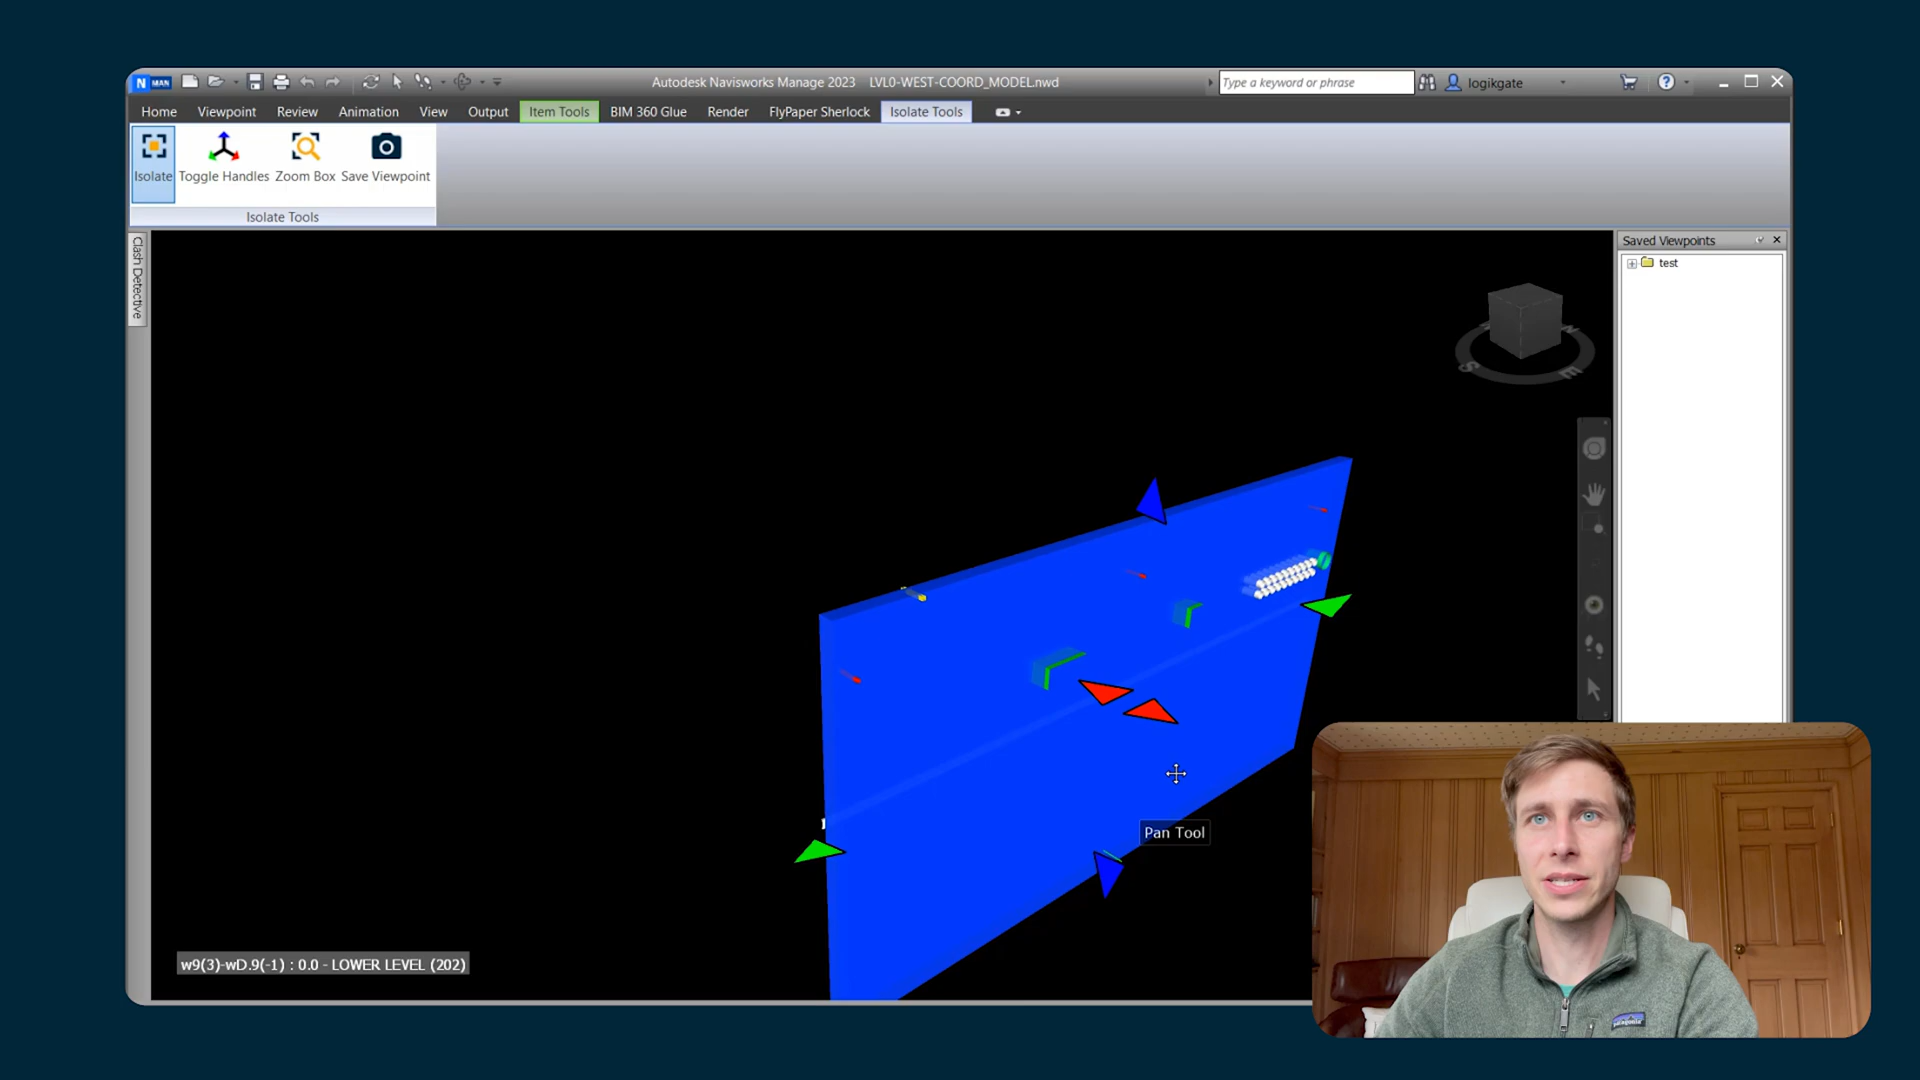 N MAN
Autodesk Navisworks Manage 2023 LVL0-WEST-COORD_MODEL.nwd
Type a keyword or phrase
logikgate
Home Viewpoint Review Animation View Output Item Tools BIM 360 Glue Render FlyPaper Sherlock Isolate Tools
Isolate Toggle Handles Zoom Box Save Viewpoint
Isolate Tools
Clash Detective
Saved Viewpoints
test
S E
Pan Tool
w9(3)-wD.9(-1) : 0.0 - LOWER LEVEL (202)
patagonia